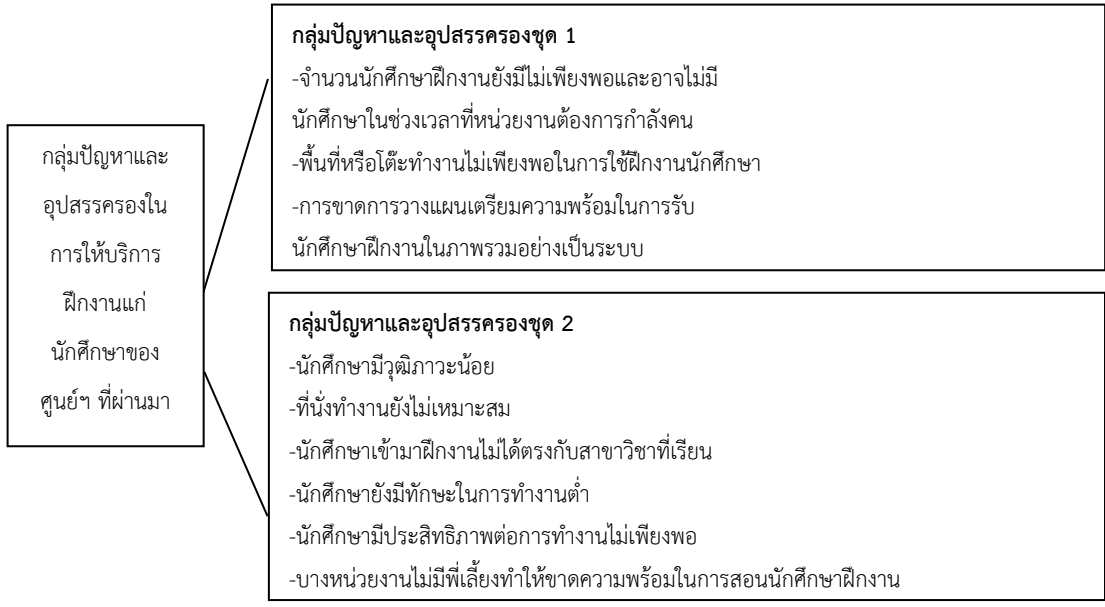 กลุ่มปัญหาและ
อุปสรรครองใน
การให้บริการ
ฝึกงานแก่
นักศึกษาของ
ศูนย์ฯ ที่ผ่านมา
กลุ่มปัญหาและอุปสรรครองชุด 1
-จำนวนนักศึกษาฝึกงานยังมีไม่เพียงพอและอาจไม่มี
นักศึกษาในช่วงเวลาที่หน่วยงานต้องการกำลังคน
-พื้นที่หรือโต๊ะทำงานไม่เพียงพอในการใช้ฝึกงานนักศึกษา
-การขาดการวางแผนเตรียมความพร้อมในการรับ
นักศึกษาฝึกงานในภาพรวมอย่างเป็นระบบ
กลุ่มปัญหาและอุปสรรครองชุด 2
-นักศึกษามีวุฒิภาวะน้อย
-ที่นั่งทำงานยังไม่เหมาะสม
-นักศึกษาเข้ามาฝึกงานไม่ได้ตรงกับสาขาวิชาที่เรียน
-นักศึกษายังมีทักษะในการทำงานต่ำ
-นักศึกษามีประสิทธิภาพต่อการทำงานไม่เพียงพอ
-บางหน่วยงานไม่มีพี่เลี้ยงทำให้ขาดความพร้อมในการสอนนักศึกษาฝึกงาน